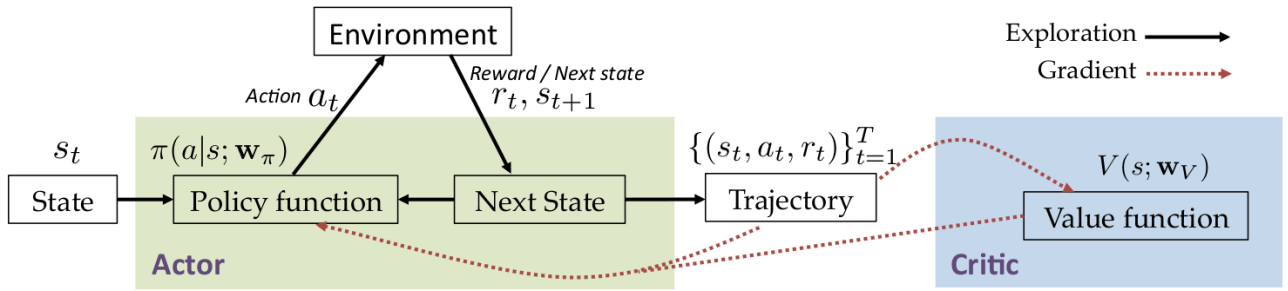 Environment
Exploration
Gradient
Reward / Next state
r_t, s_{t+1}
Action a_t
s_t
π(a|s; w_π)
{(s_t, a_t, r_t)}_{t=1}^T
V(s; w_V)
State
Policy function
Next State
Trajectory
Value function
Actor
Critic